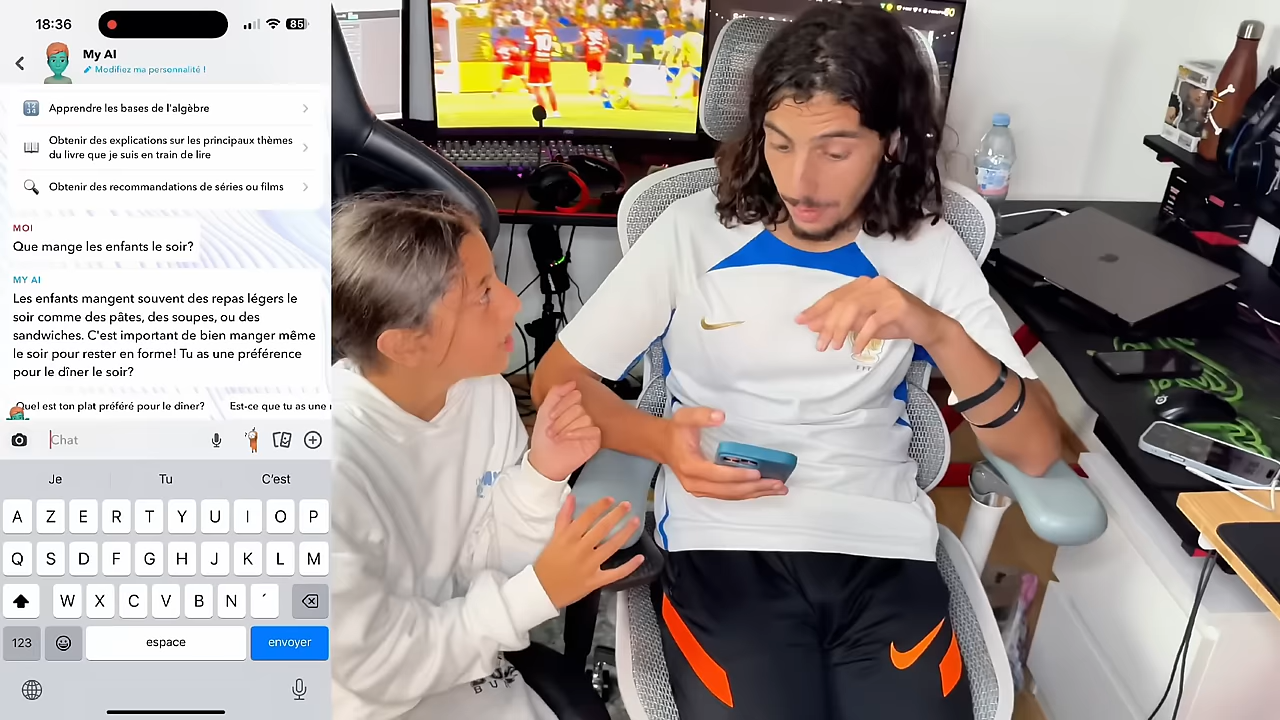 18:36
85
My AI
Modifiez ma personnalité !
Apprendre les bases de l'algèbre
Obtenir des explications sur les principaux thèmes
du livre que je suis en train de lire
Obtenir des recommandations de séries ou films
MOI
Que mange les enfants le soir?
MY AI
Les enfants mangent souvent des repas légers le
soir comme des pâtes, des soupes, ou des
sandwiches. C'est important de bien manger même
le soir pour rester en forme! Tu as une préférence
pour le dîner le soir?
Quel est ton plat préféré pour le dîner? Est-ce que tu as une
Chat
Je Tu C'est
A Z E R T Y U I O P
Q S D F G H J K L M
W X C V B N ´
123 espace envoyer
10
FFF